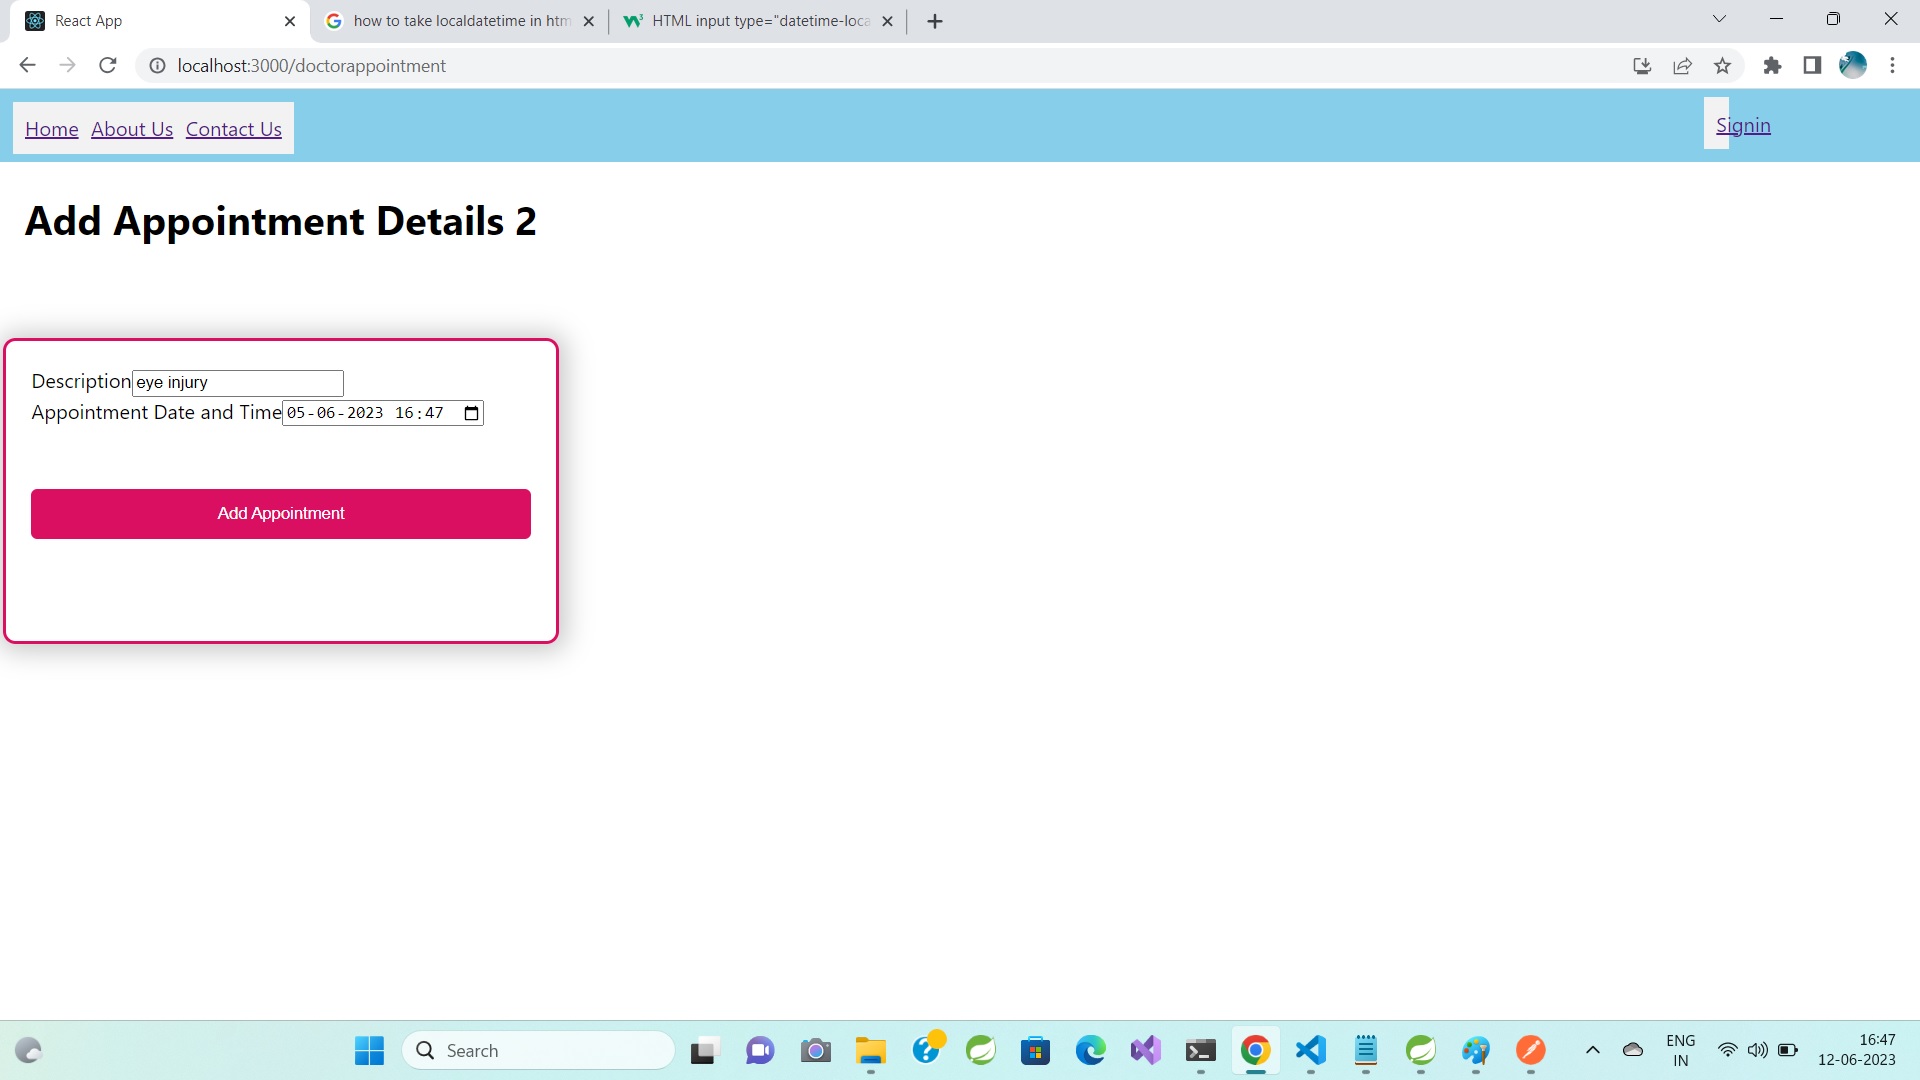 React App
how to take localdatetime in htm
HTML input type="datetime-loca
localhost:3000/doctorappointment
Home About Us Contact Us
Signin
Add Appointment Details 2
Description eye injury
Appointment Date and Time 05-06-2023 16:47
Add Appointment
Search
ENG
IN
16:47
12-06-2023